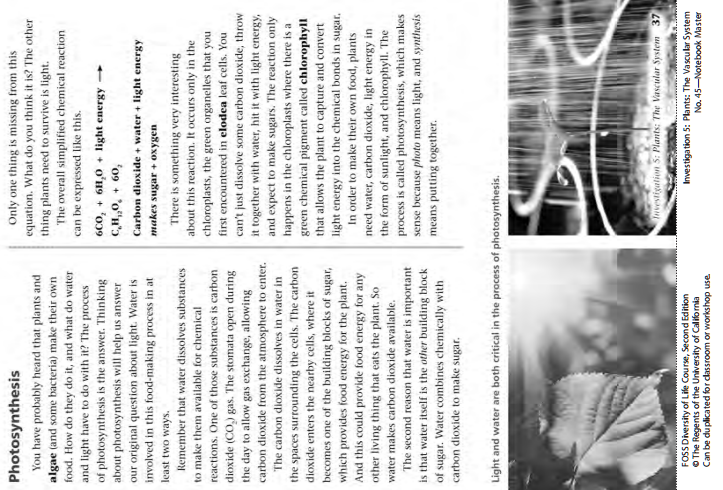 Photosynthesis
You have probably heard that plants and
algae (and some bacteria) make their own
food. How do they do it, and what do water
and light have to do with it? The process
of photosynthesis is the answer. Thinking
about photosynthesis will help us answer
our original question about light. Water is
involved in this food-making process in at
least two ways.
Remember that water dissolves substances
to make them available for chemical
reactions. One of those substances is carbon
dioxide (CO₂) gas. The stomata open during
the day to allow gas exchange, allowing
carbon dioxide from the atmosphere to enter.
The carbon dioxide dissolves in water in
the spaces surrounding the cells. The carbon
dioxide enters the nearby cells, where it
becomes one of the building blocks of sugar,
which provides food energy for the plant.
And this could provide food energy for any
other living thing that eats the plant. So
water makes carbon dioxide available.
The second reason that water is important
is that water itself is the other building block
of sugar. Water combines chemically with
carbon dioxide to make sugar.
Only one thing is missing from this
equation. What do you think it is? The other
thing plants need to survive is light.
The overall simplified chemical reaction
can be expressed like this.
6CO₂ + 6H₂O + light energy →
C₆H₁₂O₆ + 6O₂
Carbon dioxide + water + light energy
makes sugar + oxygen
There is something very interesting
about this reaction. It occurs only in the
chloroplasts, the green organelles that you
first encountered in elodea leaf cells. You
can't just dissolve some carbon dioxide, throw
it together with water, hit it with light energy,
and expect to make sugars. The reaction only
happens in the chloroplasts where there is a
green chemical pigment called chlorophyll
that allows the plant to capture and convert
light energy into the chemical bonds in sugar.
In order to make their own food, plants
need water, carbon dioxide, light energy in
the form of sunlight, and chlorophyll. The
process is called photosynthesis, which makes
sense because photo means light, and synthesis
means putting together.
Light and water are both critical in the process of photosynthesis.
Investigation 5: Plants: The Vascular System 37
FOSS Diversity of Life Course, Second Edition
© The Regents of the University of California
Can be duplicated for classroom or workshop use.
Investigation 5: Plants: The Vascular System
No. 45—Notebook Master